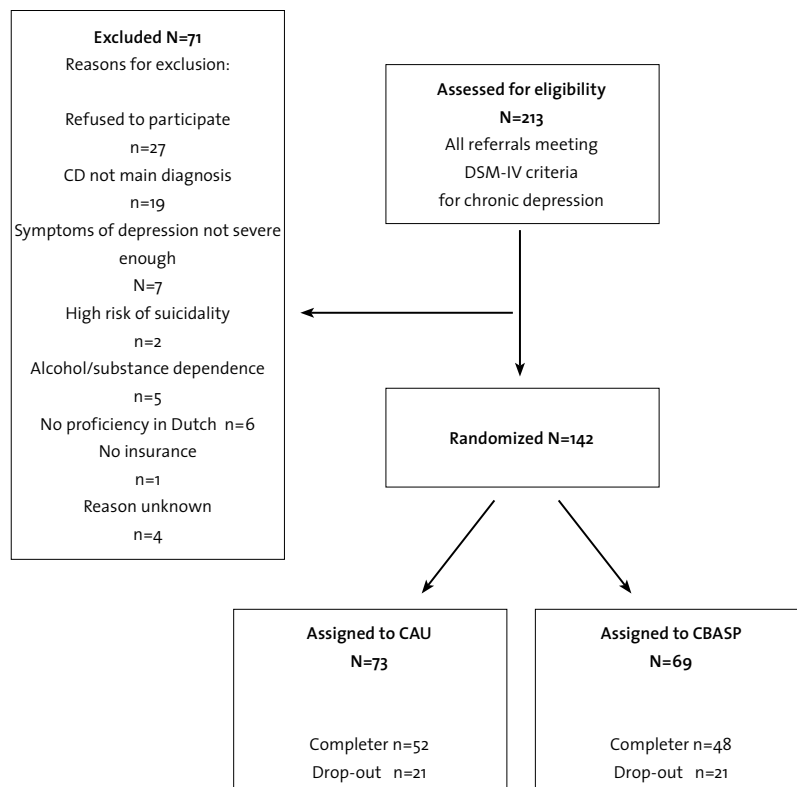 Excluded N=71
Reasons for exclusion:
Refused to participate
n=27
CD not main diagnosis
n=19
Symptoms of depression not severe
enough
N=7
High risk of suicidality
n=2
Alcohol/substance dependence
n=5
No proficiency in Dutch n=6
No insurance
n=1
Reason unknown
n=4
Assessed for eligibility
N=213
All referrals meeting
DSM-IV criteria
for chronic depression
Randomized N=142
Assigned to CAU
N=73
Completer n=52
Drop-out n=21
Assigned to CBASP
N=69
Completer n=48
Drop-out n=21